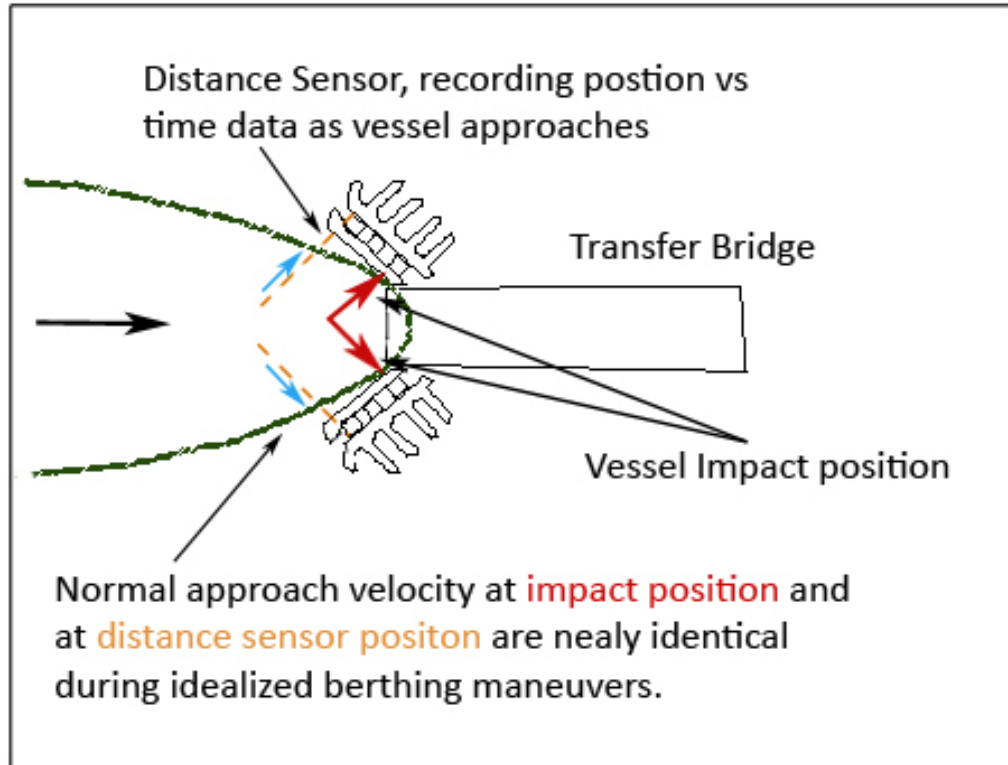 Distance Sensor, recording postion vs
time data as vessel approaches
Transfer Bridge
Vessel Impact position
Normal approach velocity at impact position and
at distance sensor positon are nealy identical
during idealized berthing maneuvers.